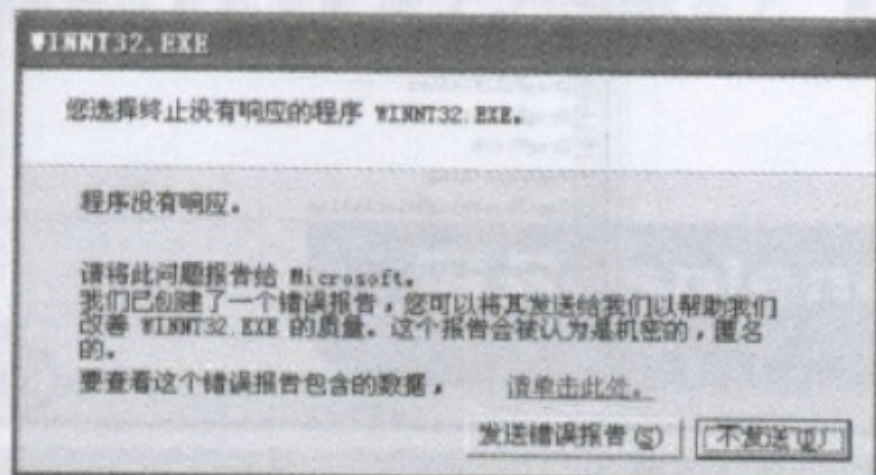 WINNT32.EXE
您选择终止没有响应的程序 WINNT32.EXE。
程序没有响应。
请将此问题报告给 Microsoft。
我们已创建了一个错误报告，您可以将其发送给我们以帮助我们
改善 WINNT32.EXE 的质量。这个报告会被认为是机密的，匿名
的。
要查看这个错误报告包含的数据， 请单击此处。
发送错误报告(S) 不发送(D)